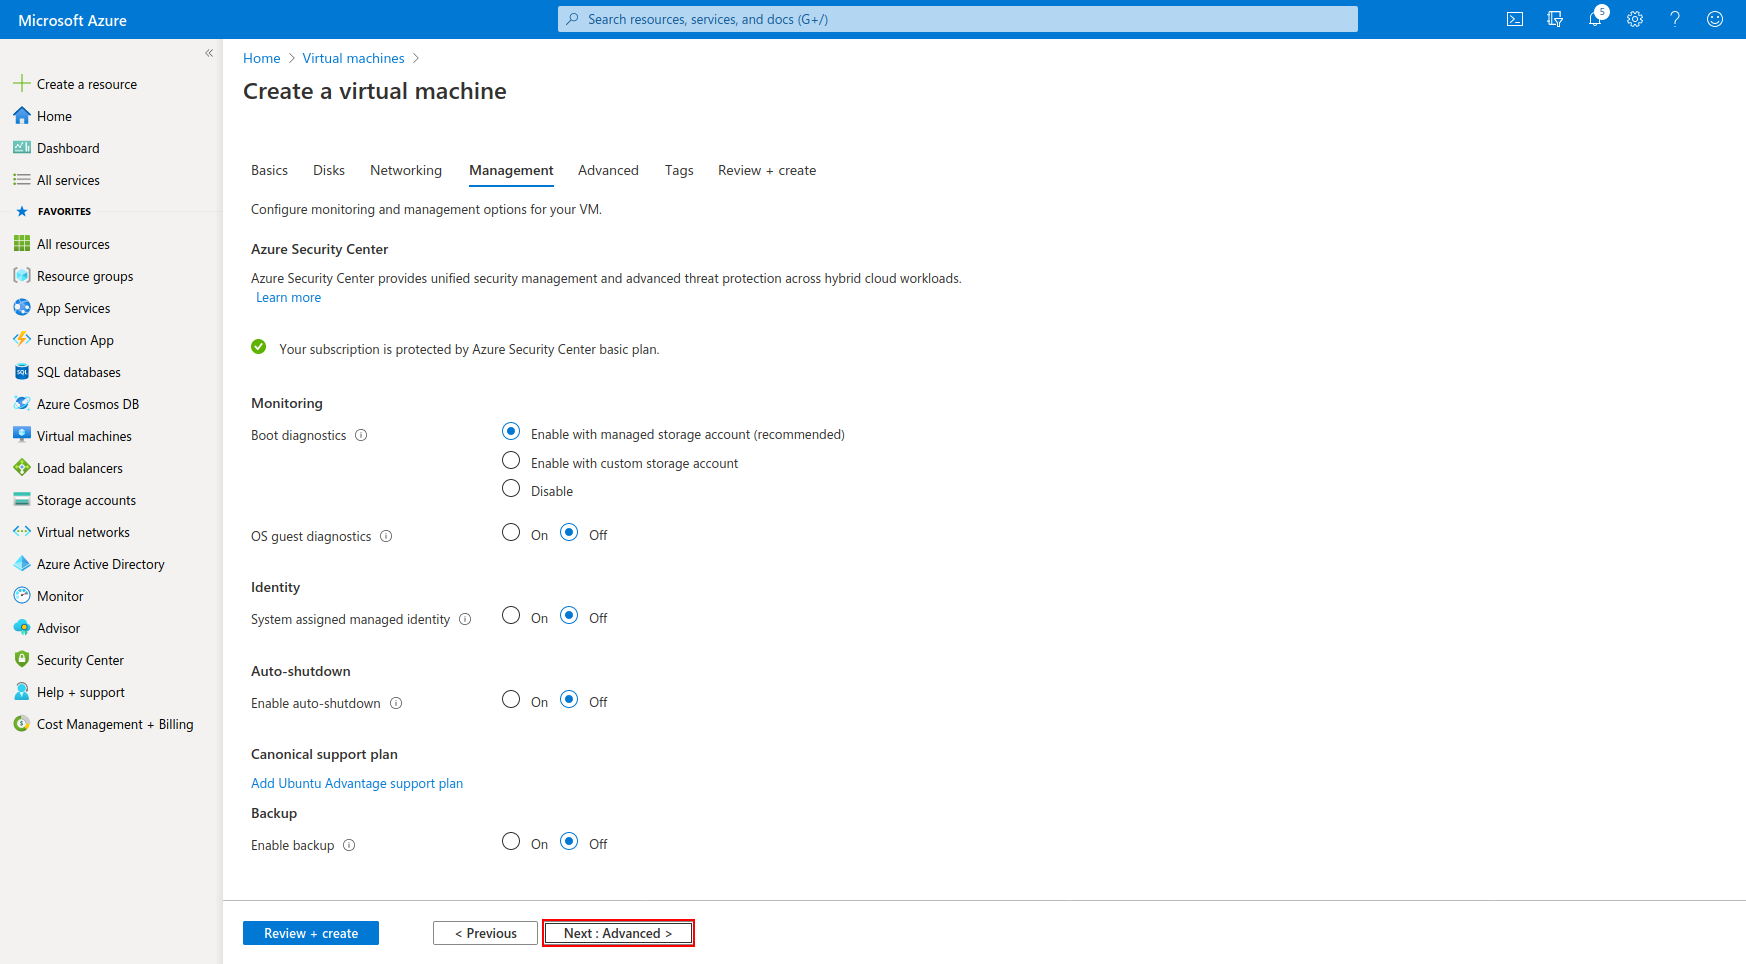 Microsoft Azure
Search resources, services, and docs (G+/)
5
Create a resource
Home
Dashboard
All services
FAVORITES
All resources
Resource groups
App Services
Function App
SQL databases
Azure Cosmos DB
Virtual machines
Load balancers
Storage accounts
Virtual networks
Azure Active Directory
Monitor
Advisor
Security Center
Help + support
Cost Management + Billing
Home > Virtual machines >
Create a virtual machine
Basics Disks Networking Management Advanced Tags Review + create
Configure monitoring and management options for your VM.
Azure Security Center
Azure Security Center provides unified security management and advanced threat protection across hybrid cloud workloads.
Learn more
Your subscription is protected by Azure Security Center basic plan.
Monitoring
Boot diagnostics
Enable with managed storage account (recommended)
Enable with custom storage account
Disable
OS guest diagnostics On Off
Identity
System assigned managed identity On Off
Auto-shutdown
Enable auto-shutdown On Off
Canonical support plan
Add Ubuntu Advantage support plan
Backup
Enable backup On Off
Review + create < Previous Next : Advanced >